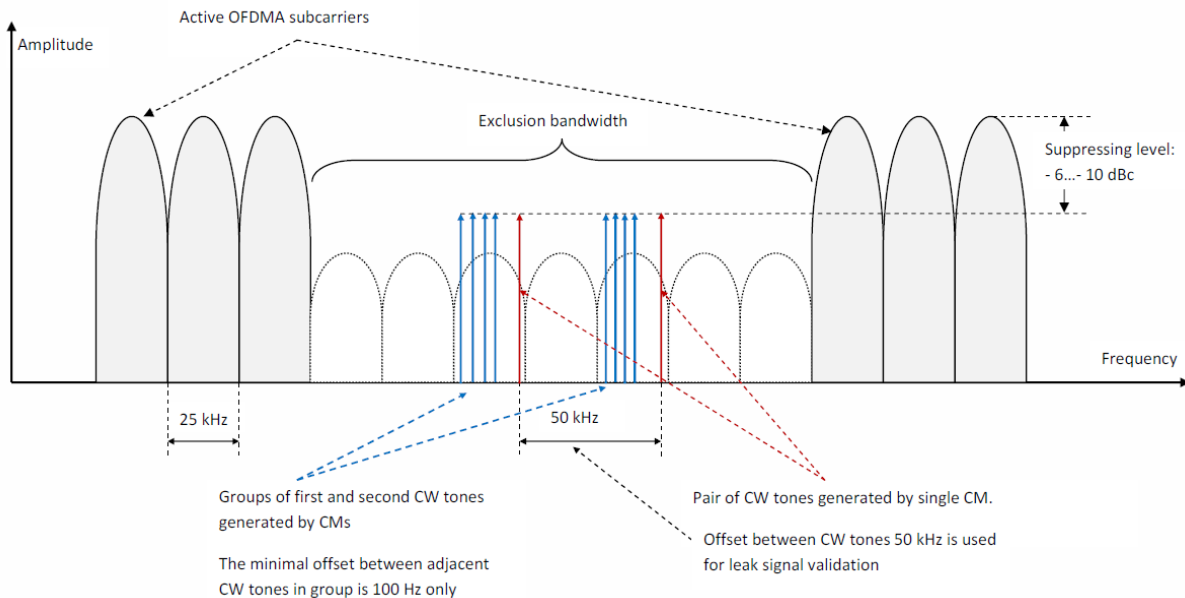 Active OFDMA subcarriers
Amplitude
Exclusion bandwidth
Suppressing level:
- 6...- 10 dBc
Frequency
25 kHz
50 kHz
Groups of first and second CW tones
generated by CMs
The minimal offset between adjacent
CW tones in group is 100 Hz only
Pair of CW tones generated by single CM.
Offset between CW tones 50 kHz is used
for leak signal validation